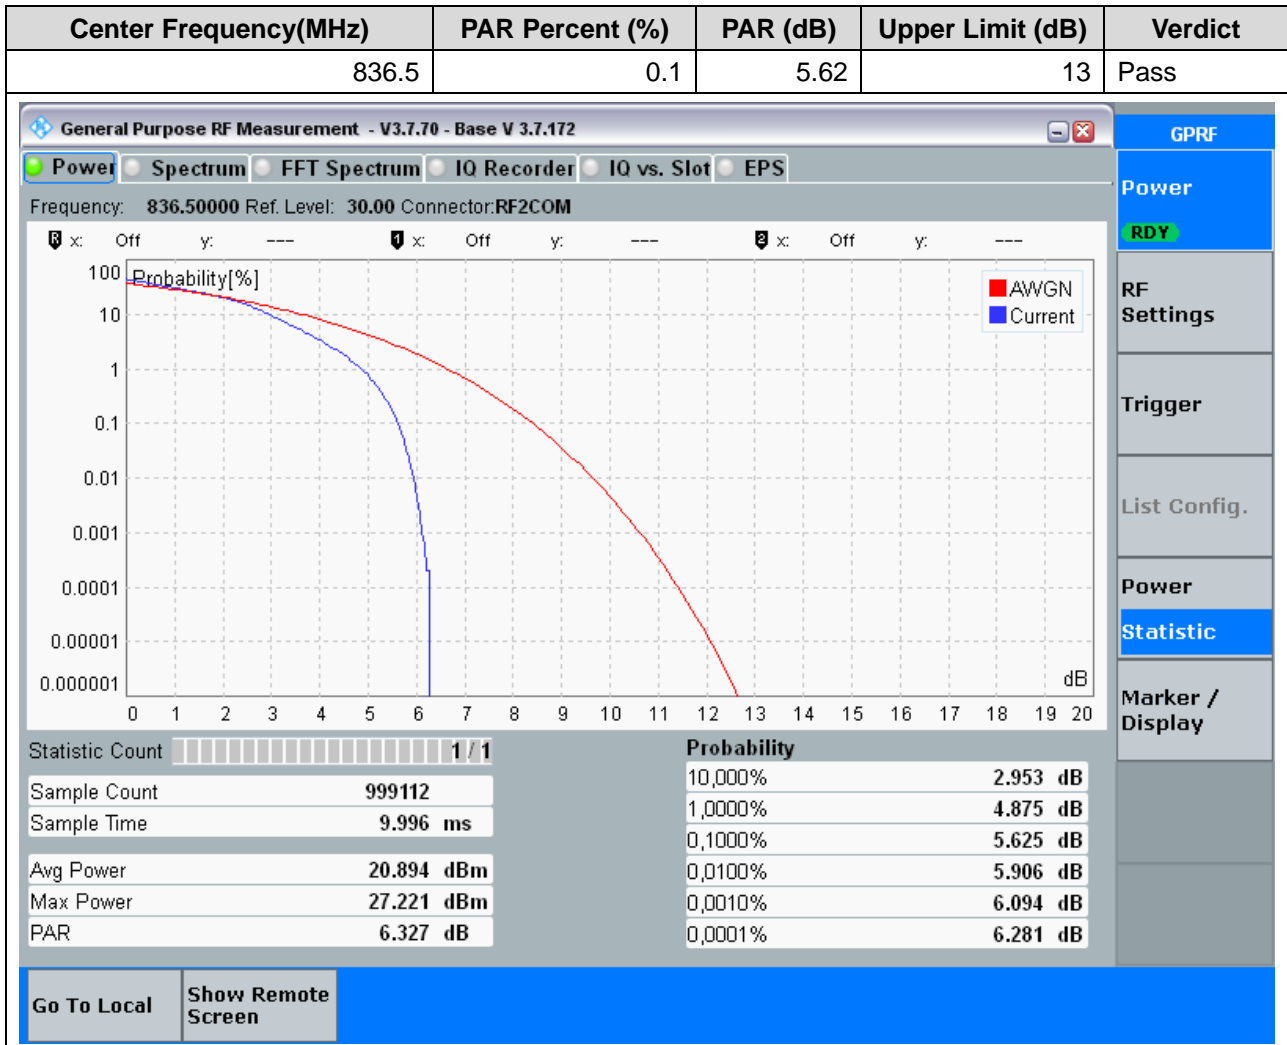 Center Frequency(MHz) PAR Percent (%) PAR (dB) Upper Limit (dB) Verdict
836.5 0.1 5.62 13 Pass
General Purpose RF Measurement - V3.7.70 - Base V 3.7.172
GPRF
Power Spectrum FFT Spectrum IQ Recorder IQ vs. Slot EPS
Power
RDY
Frequency: 836.50000 Ref. Level: 30.00 Connector:RF2COM
R x: Off y: --- 1 x: Off y: --- 2 x: Off y: ---
Probability[%]
AWGN
Current
100
10
1
0.1
0.01
0.001
0.0001
0.00001
0.000001
dB
0 1 2 3 4 5 6 7 8 9 10 11 12 13 14 15 16 17 18 19 20
RF
Settings
Trigger
List Config.
Power
Statistic
Marker /
Display
Statistic Count 1 / 1
Sample Count 999112
Sample Time 9.996 ms
Avg Power 20.894 dBm
Max Power 27.221 dBm
PAR 6.327 dB
Probability
10,000% 2.953 dB
1,0000% 4.875 dB
0,1000% 5.625 dB
0,0100% 5.906 dB
0,0010% 6.094 dB
0,0001% 6.281 dB
Go To Local
Show Remote
Screen